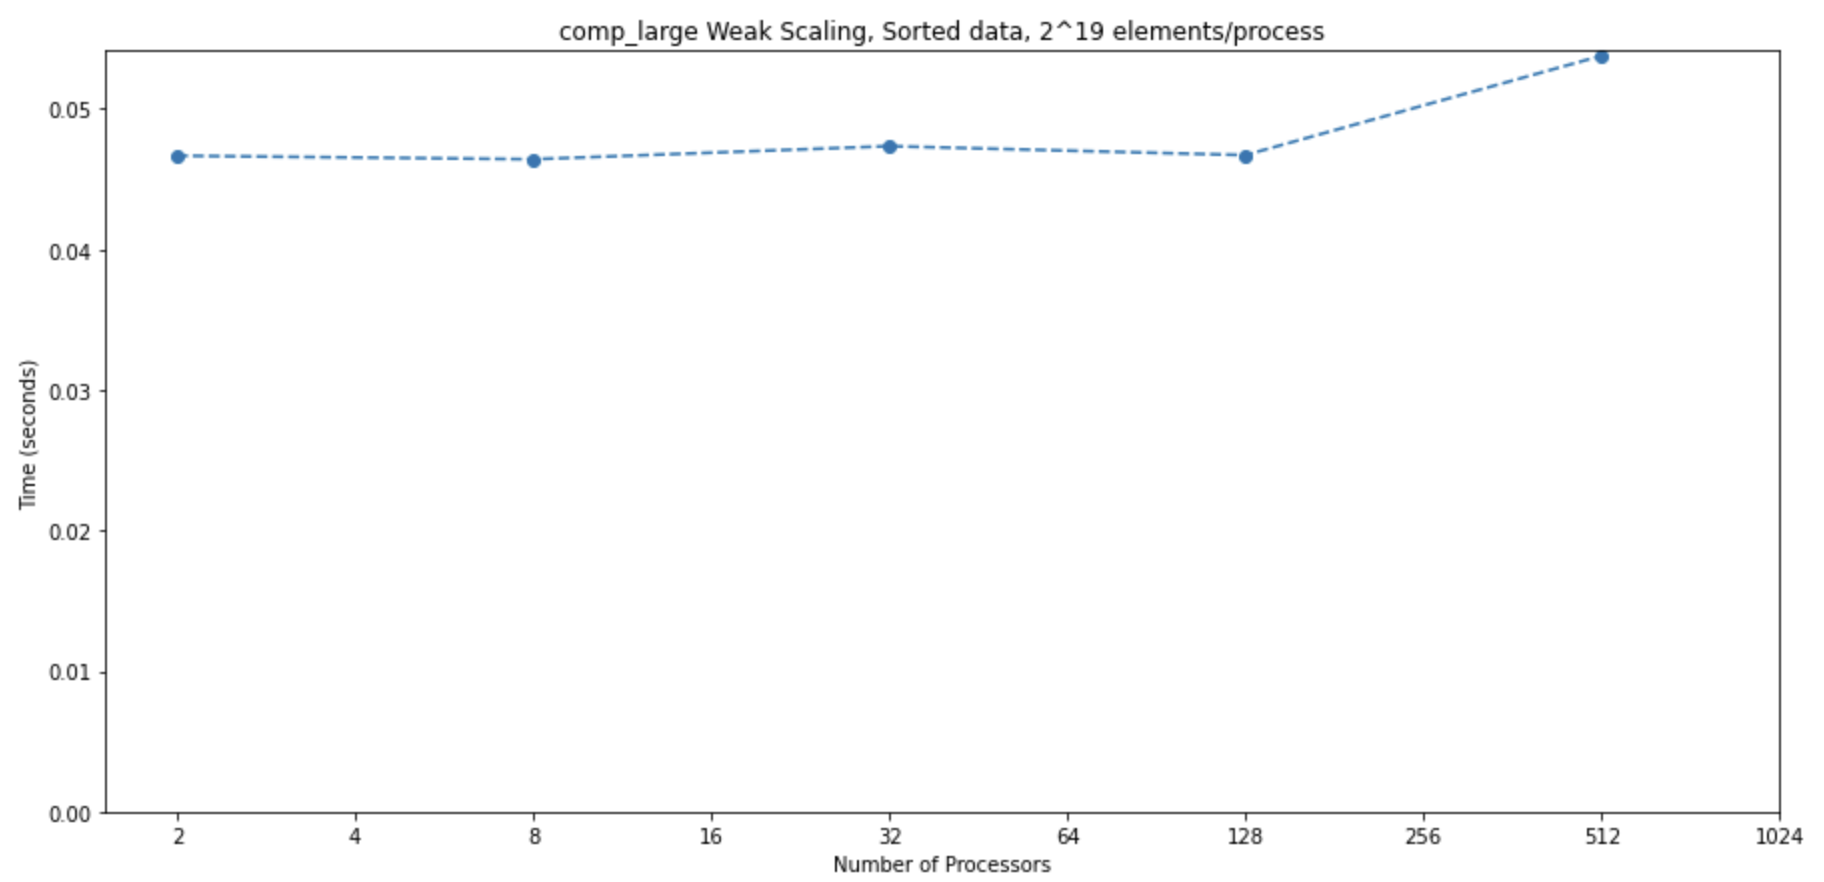 comp_large Weak Scaling, Sorted data, 2^19 elements/process
0.05
0.04
0.03
0.02
0.01
0.00
Time (seconds)
2 4 8 16 32 64 128 256 512 1024
Number of Processors